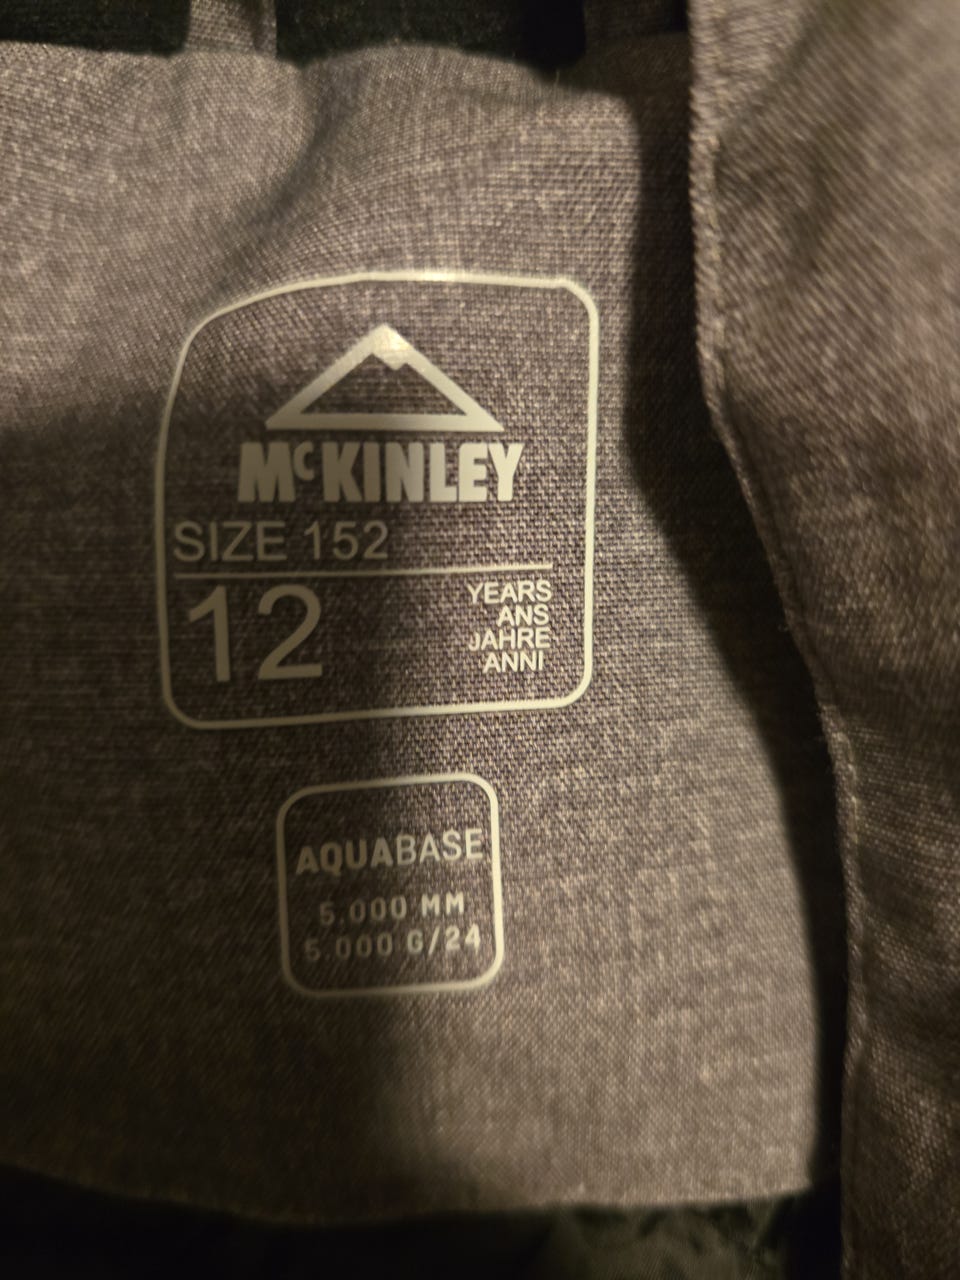 McKINLEY
SIZE 152
12
YEARS
ANS
JAHRE
ANNI
AQUABASE
5.000 MM
5.000 G/24